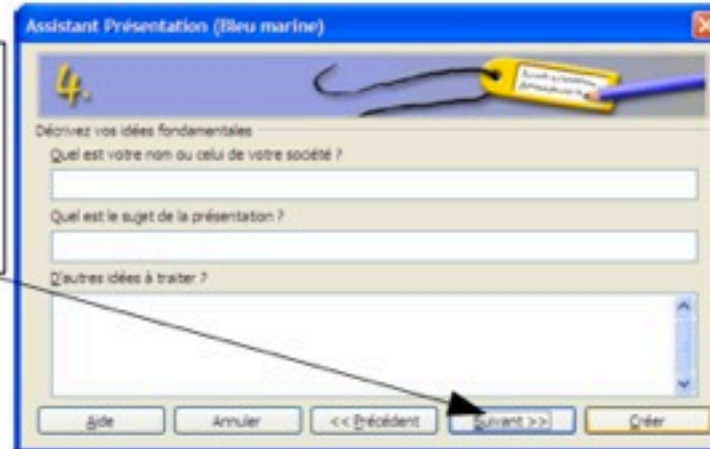 Assistant Présentation (Bleu marine)
4.
Décrivez vos idées fondamentales
Quel est votre nom ou celui de votre société ?
Quel est le sujet de la présentation ?
D'autres idées à traiter ?
Aide
Annuler
<< Précédent
Suivant >>
Créer